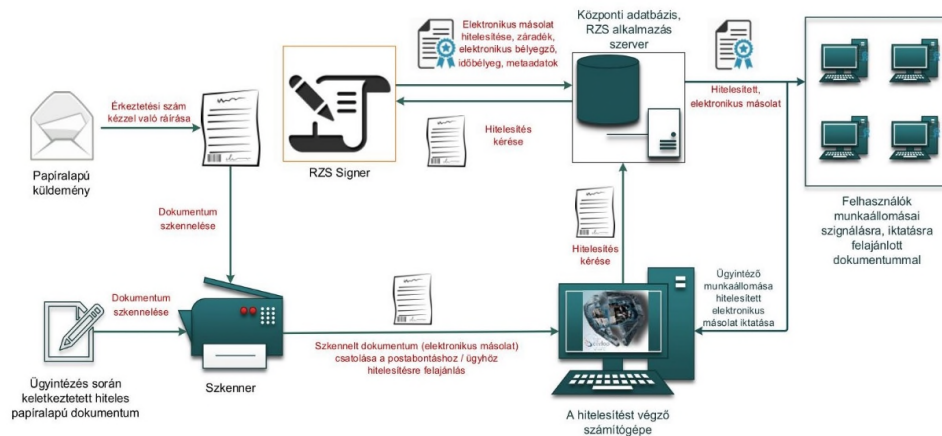 Elektronikus másolat
hitelesítése, záradék,
elektronikus bélyegző,
időbélyeg, metaadatok
Központi adatbázis,
RZS alkalmazás
szerver
Érkeztetési szám
kézzel való ráírása
Hitelesített,
elektronikus másolat
Hitelesítés
kérése
Papíralapú
küldemény
RZS Signer
Felhasználók
munkaállomásai
szignálásra, iktatásra
felajánlott
dokumentummal
Dokumentum
szkennelése
Hitelesítés
kérése
Ügyintéző
munkaállomása
hitelesített
elektronikus
másolat iktatása
Dokumentum
szkennelése
Szkennelt dokumentum (elektronikus másolat)
csatolása a postabontáshoz / ügyhöz
hitelesítésre felajánlás
Szkenner
Ügyintézés során
keletkeztetett hiteles
papíralapú dokumentum
A hitelesítést végző
számítógépe